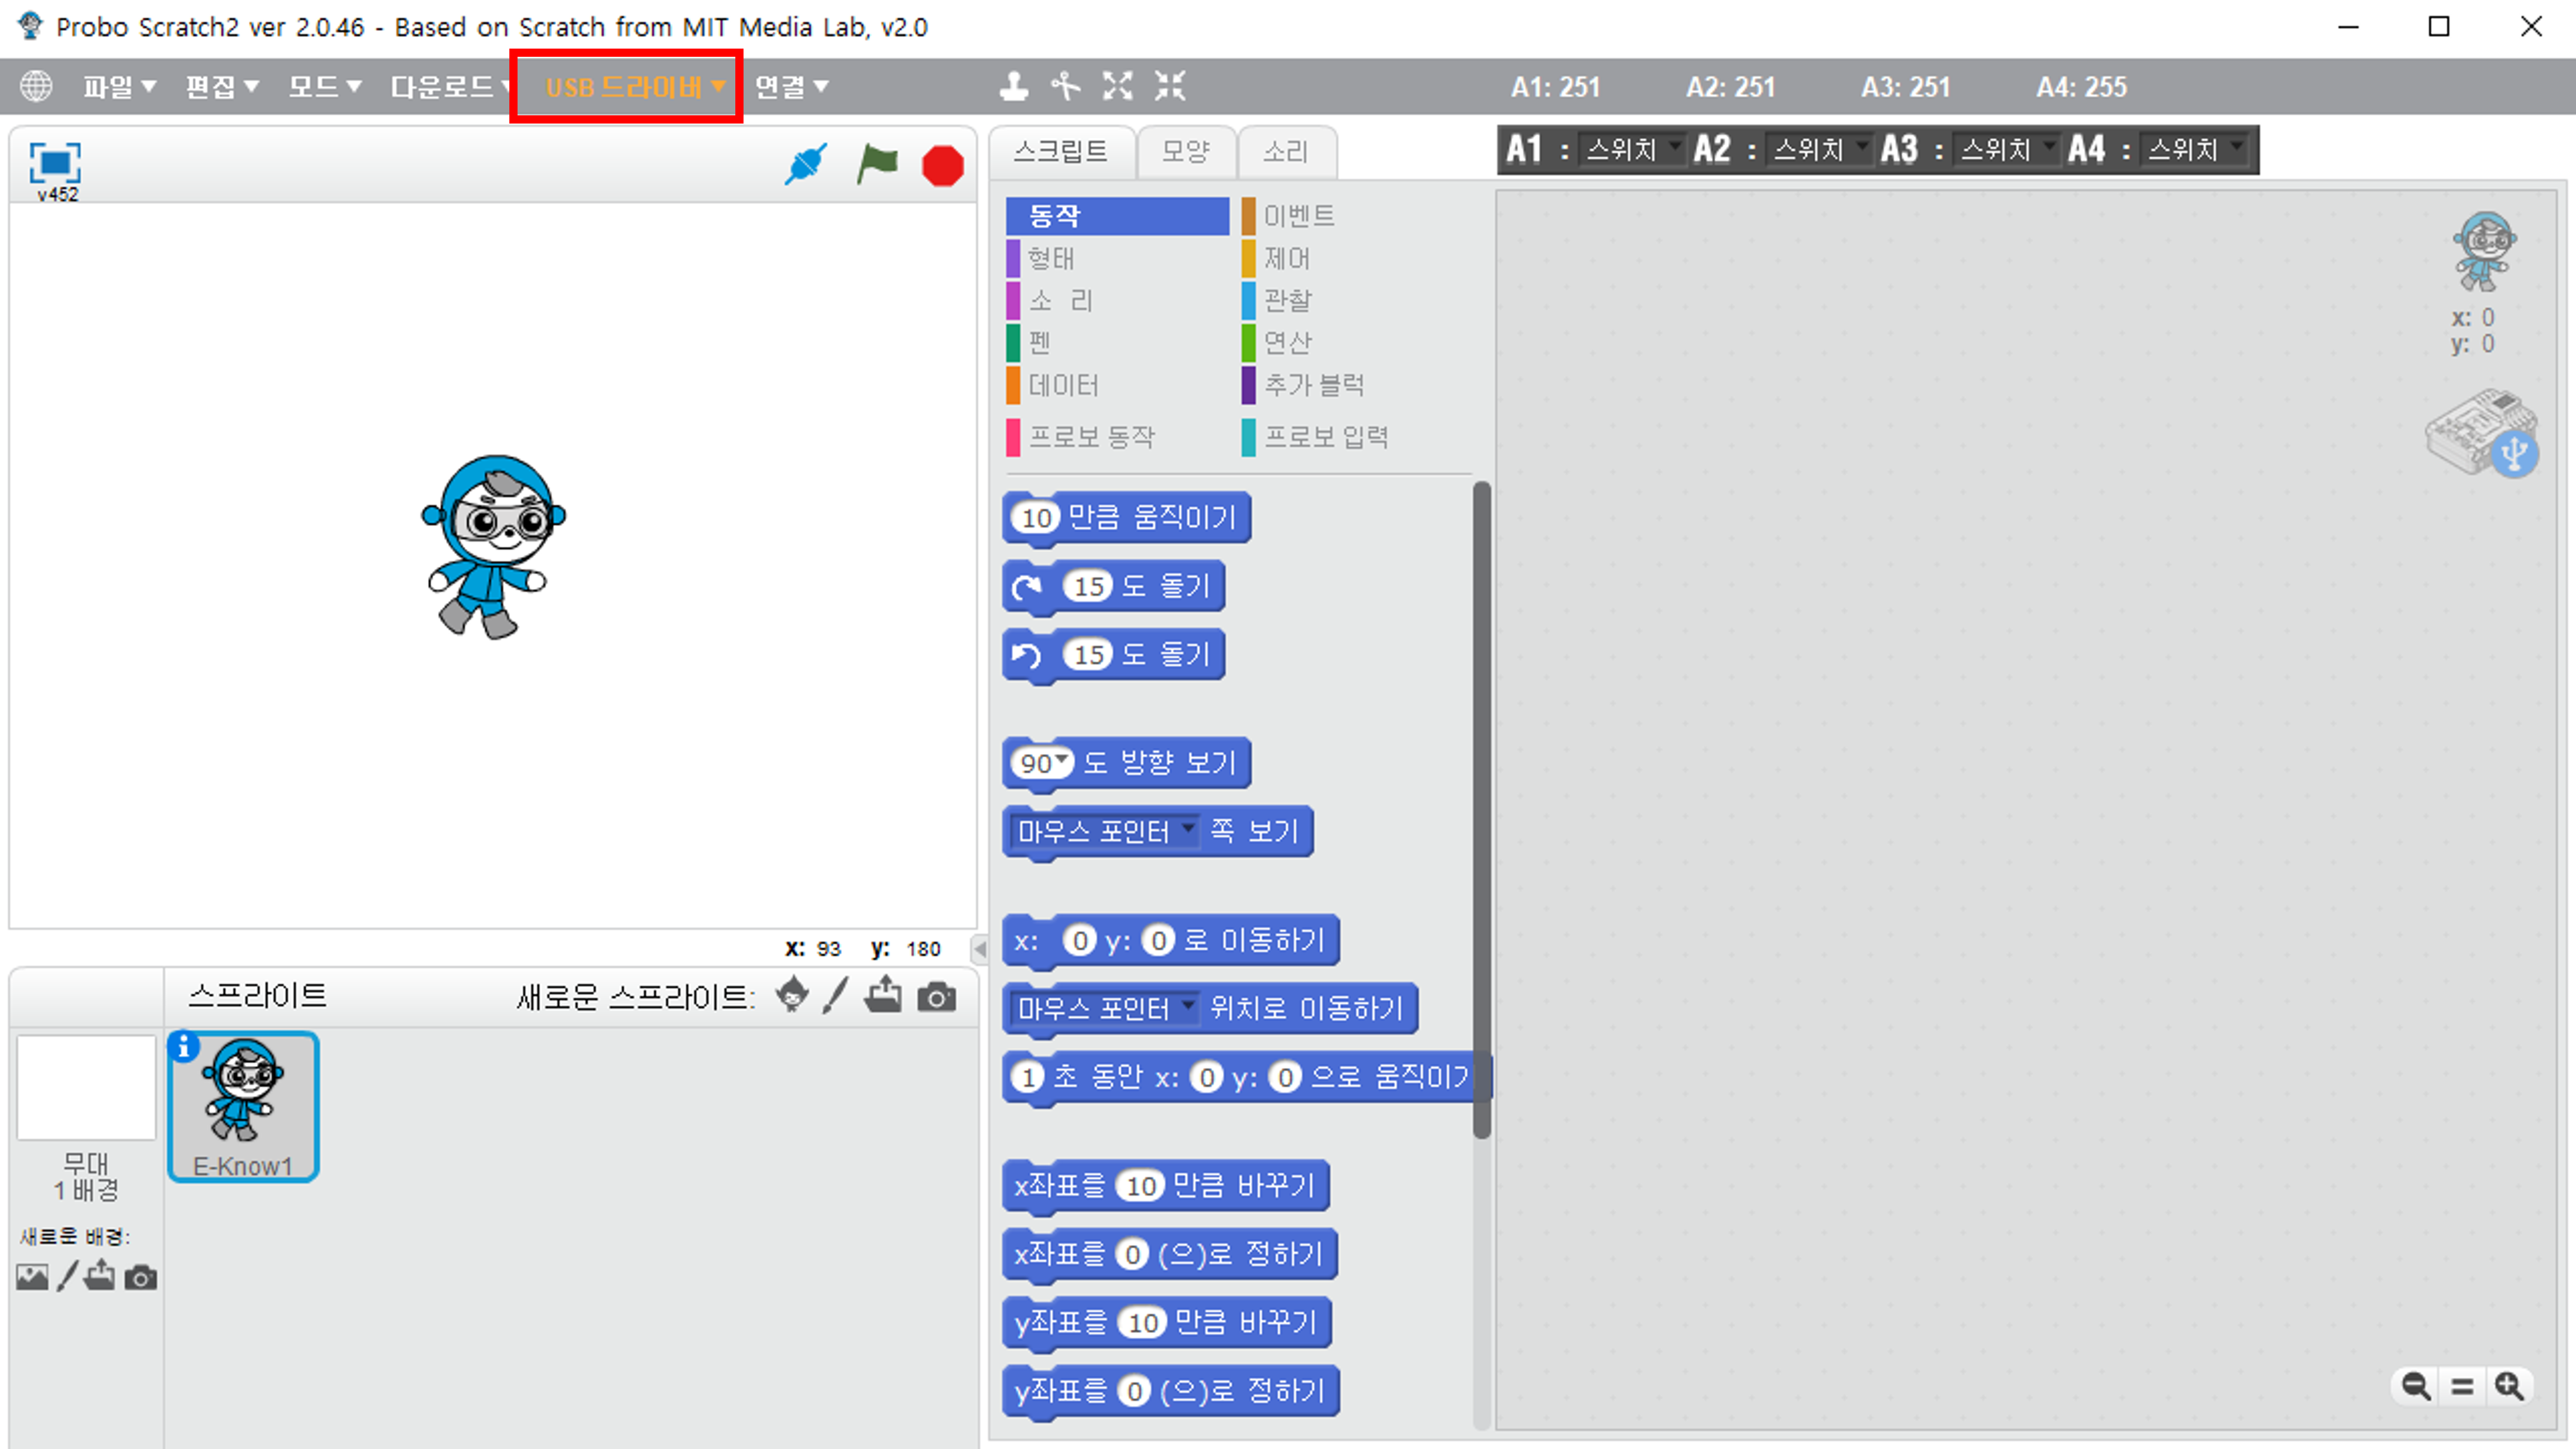 Probo Scratch2 ver 2.0.46 - Based on Scratch from MIT Media Lab, v2.0
파일 편집 모드 다운로드 USB 드라이버 연결 A1: 251 A2: 251 A3: 251 A4: 255
v452
스크립트 모양 소리
A1 : 스위치 A2 : 스위치 A3 : 스위치 A4 : 스위치
동작 이벤트
형태 제어
소 리 관찰
펜 연산
데이터 추가 블럭
프로보 동작 프로보 입력
10 만큼 움직이기
15 도 돌기
15 도 돌기
90 도 방향 보기
마우스 포인터 쪽 보기
x: 0 y: 0 로 이동하기
마우스 포인터 위치로 이동하기
1 초 동안 x: 0 y: 0 으로 움직이기
x좌표를 10 만큼 바꾸기
x좌표를 0 (으)로 정하기
y좌표를 10 만큼 바꾸기
y좌표를 0 (으)로 정하기
x: 0
y: 0
x: 93 y: 180
스프라이트 새로운 스프라이트:
E-Know1
무대
1 배경
새로운 배경: